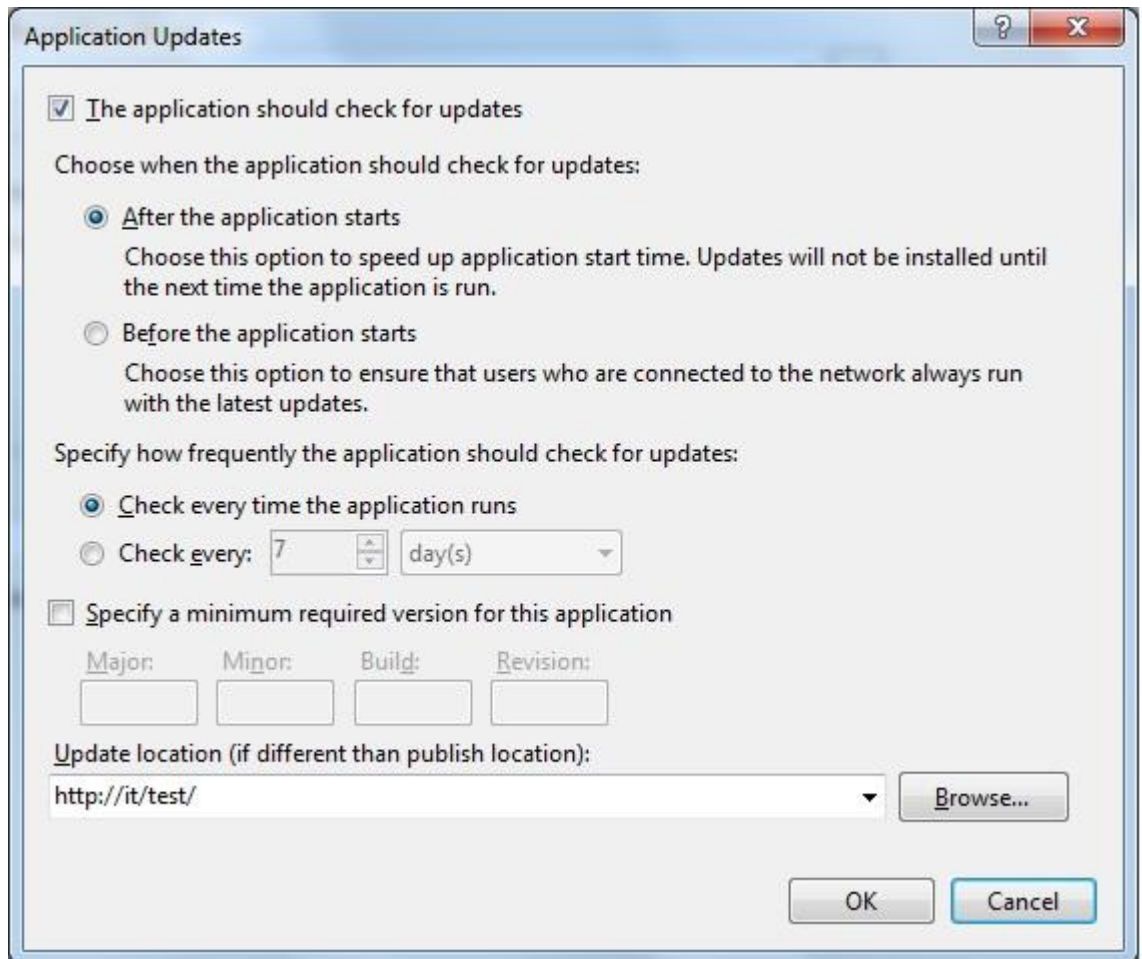 Application Updates
The application should check for updates
Choose when the application should check for updates:
After the application starts
Choose this option to speed up application start time. Updates will not be installed until
the next time the application is run.
Before the application starts
Choose this option to ensure that users who are connected to the network always run
with the latest updates.
Specify how frequently the application should check for updates:
Check every time the application runs
Check every: 7 day(s)
Specify a minimum required version for this application
Major: Minor: Build: Revision:
Update location (if different than publish location):
http://it/test/ Browse...
OK Cancel